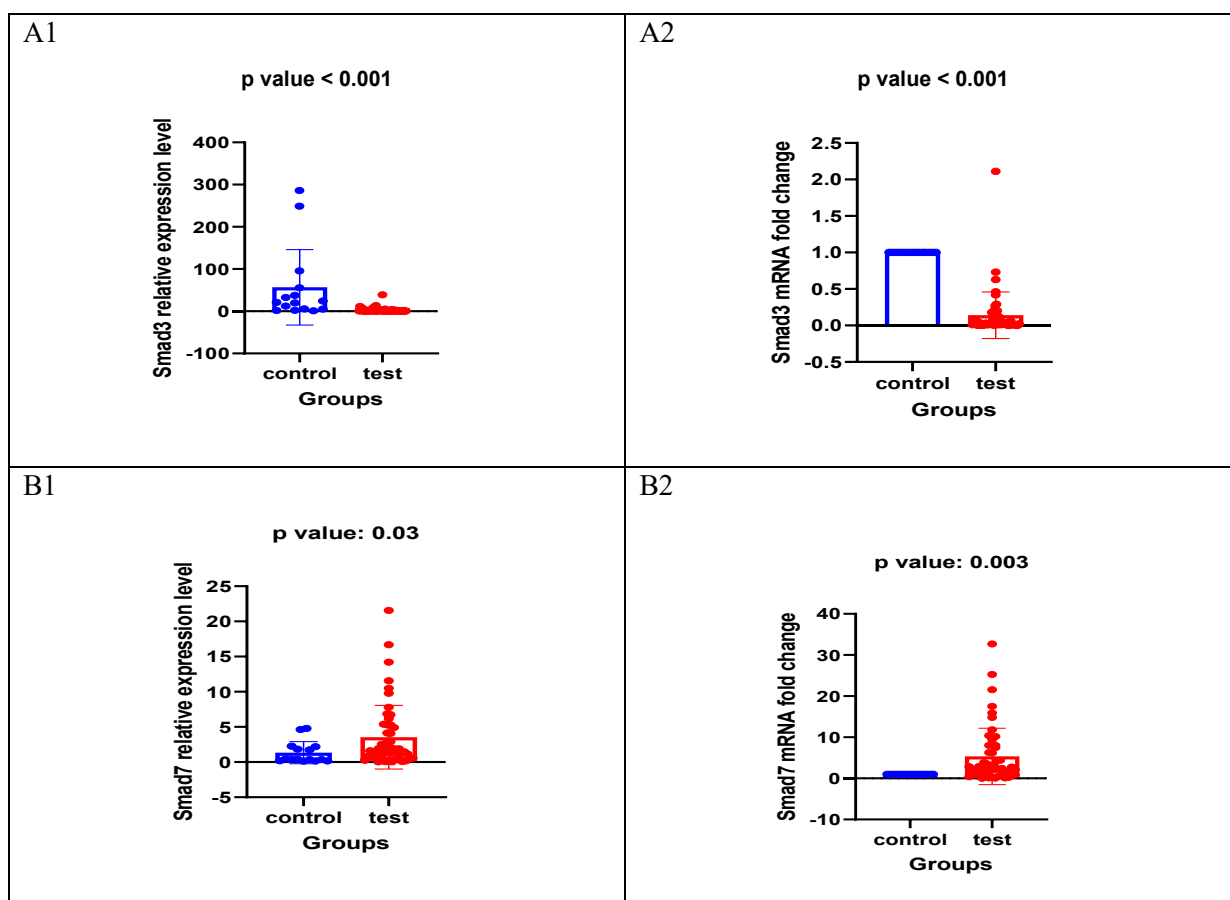 A1
p value < 0.001
Smad3 relative expression level
400
300
200
100
0
-100
control test
Groups
A2
p value < 0.001
Smad3 mRNA fold change
2.5
2.0
1.5
1.0
0.5
0.0
-0.5
control test
Groups
B1
p value: 0.03
Smad7 relative expression level
25
20
15
10
5
0
-5
control test
Groups
B2
p value: 0.003
Smad7 mRNA fold change
40
30
20
10
0
-10
control test
Groups